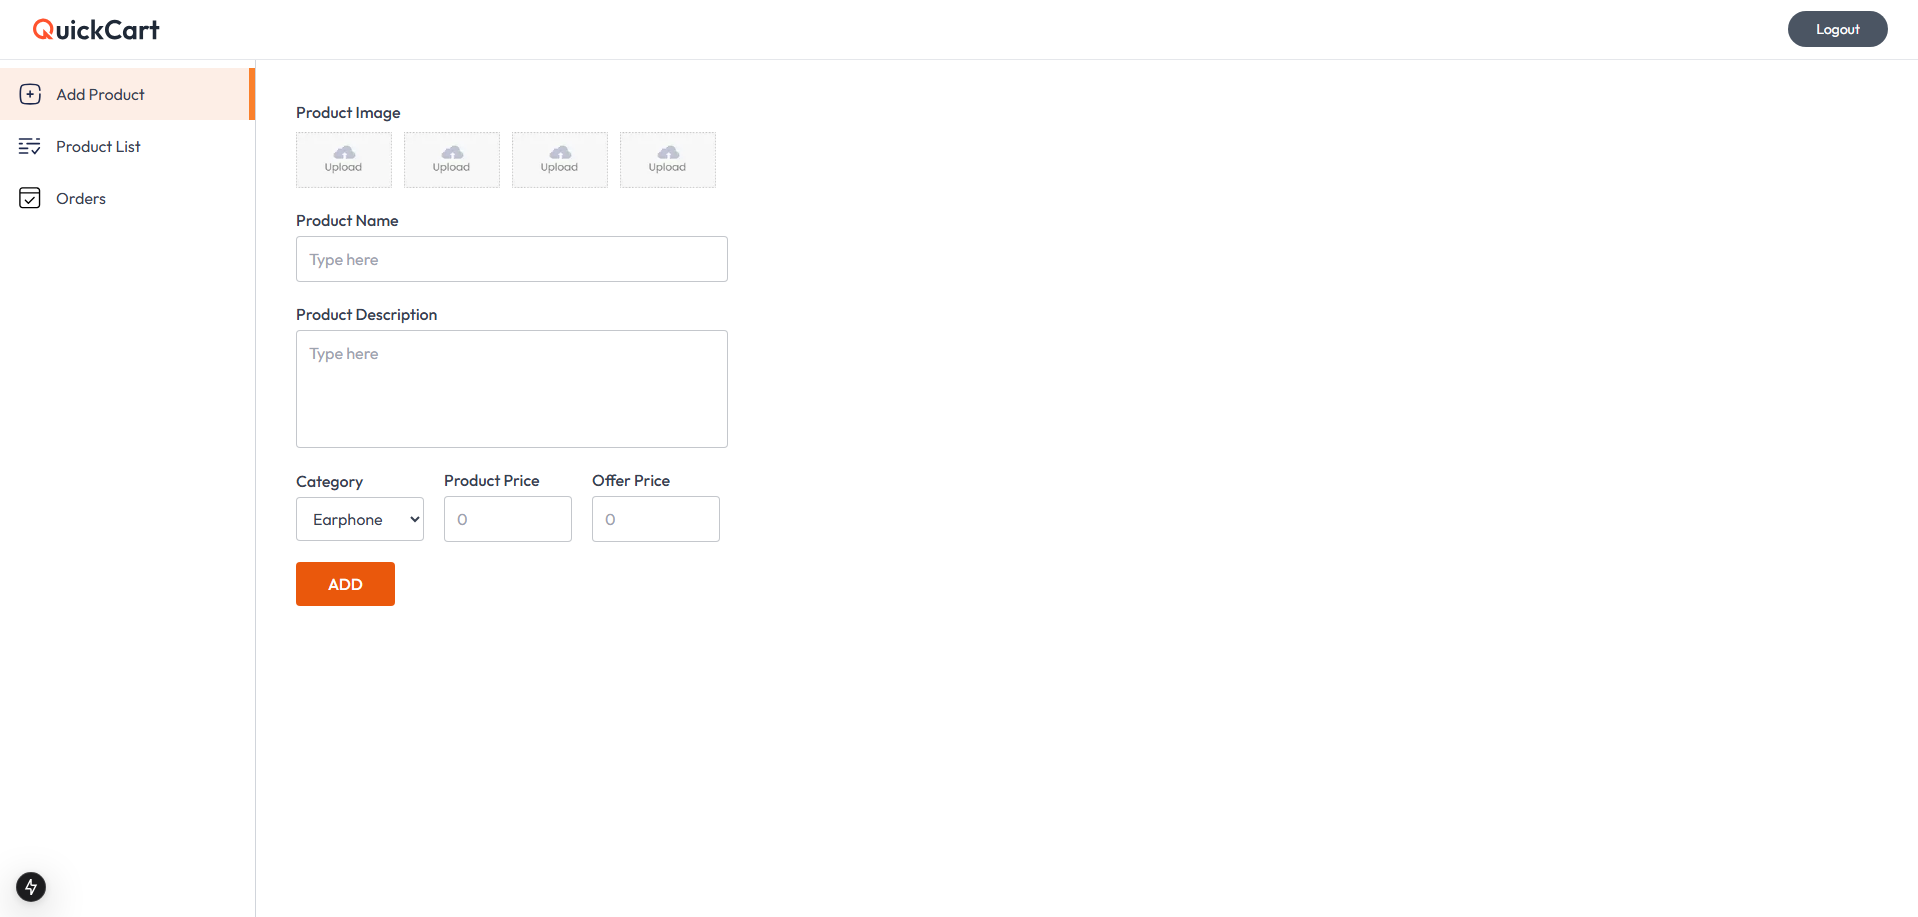 QuickCart
Logout
Add Product
Product List
Orders
Product Image
Upload Upload Upload Upload
Product Name
Type here
Product Description
Type here
Category Product Price Offer Price
Earphone 0 0
ADD